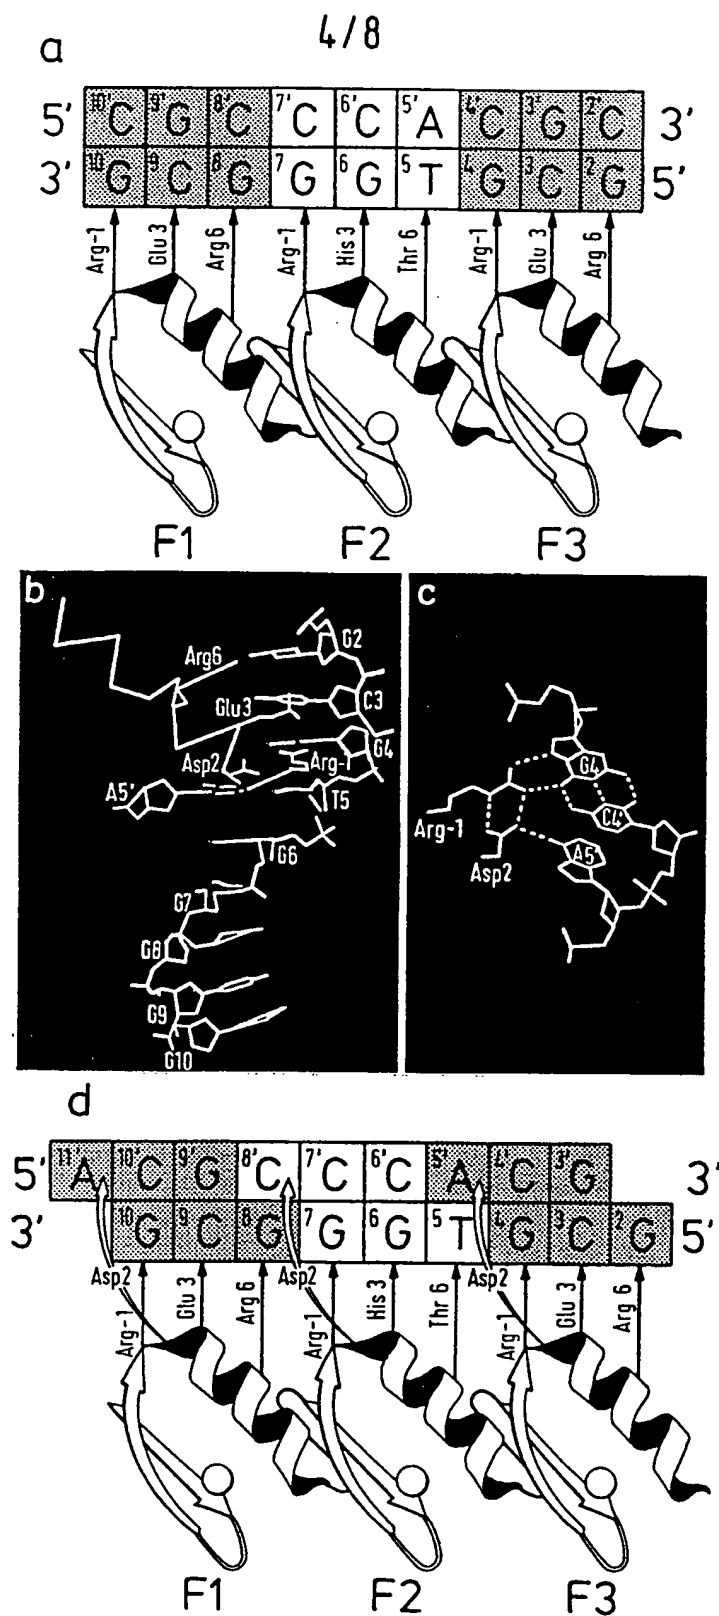 4/8
a
5' 10'C 9'G 8'C 7'C 6'C 5'A 4'C 3'G 2'C 3'
3' 10G 9C 8G 7G 6G 5T 4G 3C 2G 5'
Arg-1 Glu 3 Arg 6 Arg-1 His 3 Thr 6 Arg-1 Glu 3 Arg 6
F1 F2 F3
b
Arg6
G2
Glu3
C3
G4
Asp2
Arg-1
A5'
T5
G6
G7
G8
G9
G10
c
G4
Arg-1
C4'
Asp2
A5
d
5' 11'A 10'C 9'G 8'C 7'C 6'C 5'A 4'C 3'G 3'
3' 10G 9C 8G 7G 6G 5T 4G 3C 2G 5'
Asp2 Asp2 Asp2
Arg-1 Glu 3 Arg 6 Arg-1 His 3 Thr 6 Arg-1 Glu 3 Arg 6
F1 F2 F3